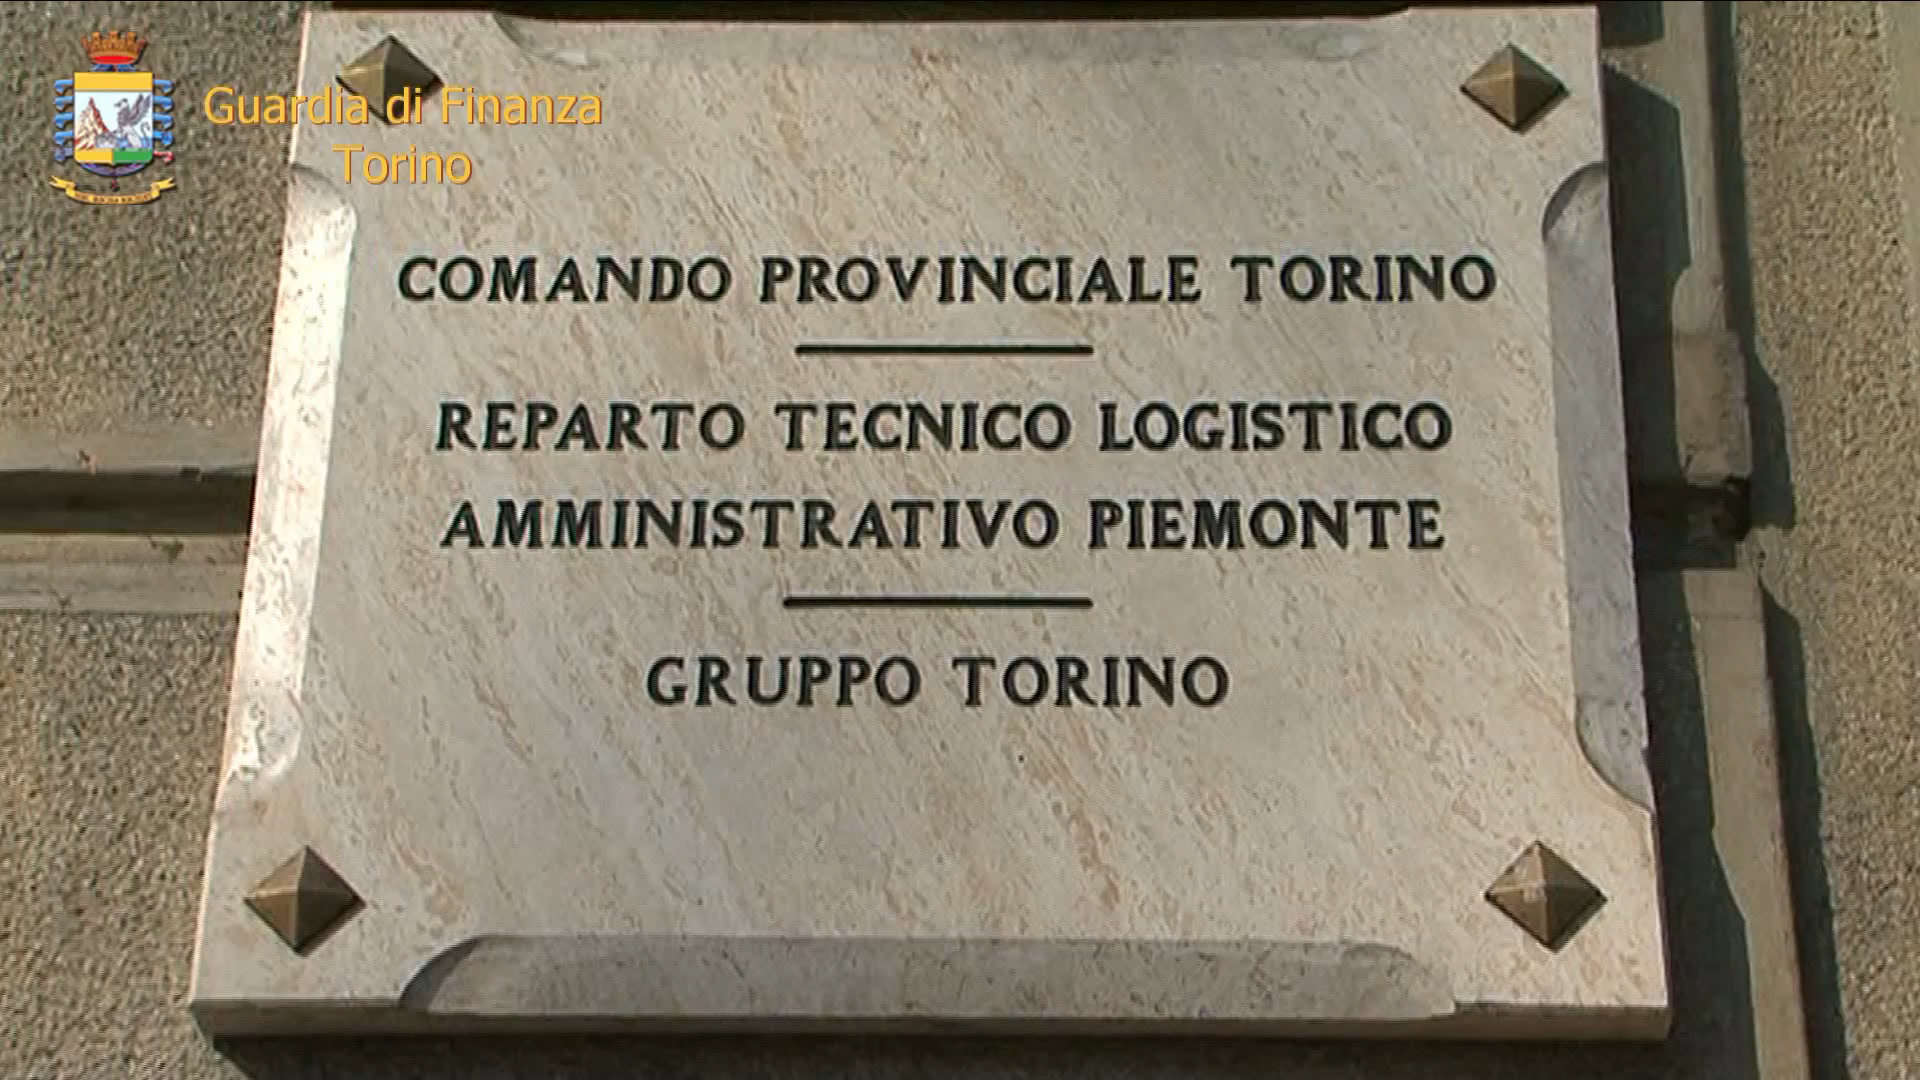 Guardia di Finanza
Torino
COMANDO PROVINCIALE TORINO
REPARTO TECNICO LOGISTICO
AMMINISTRATIVO PIEMONTE
GRUPPO TORINO